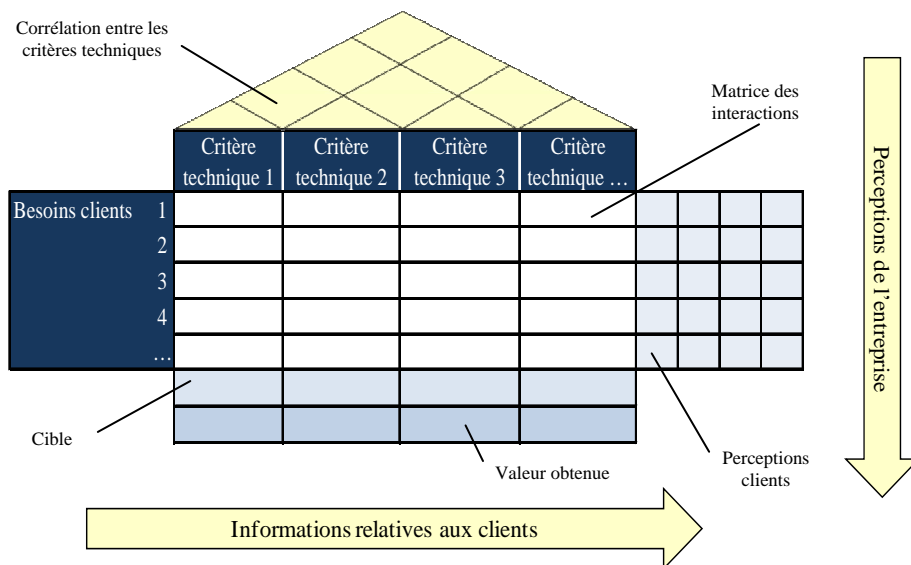 Corrélation entre les
critères techniques
Matrice des
interactions
Critère
technique 1
Critère
technique 2
Critère
technique 3
Critère
technique …
Besoins clients 1
2
3
4
…
Cible
Valeur obtenue
Perceptions
clients
Perceptions de l'entreprise
Informations relatives aux clients